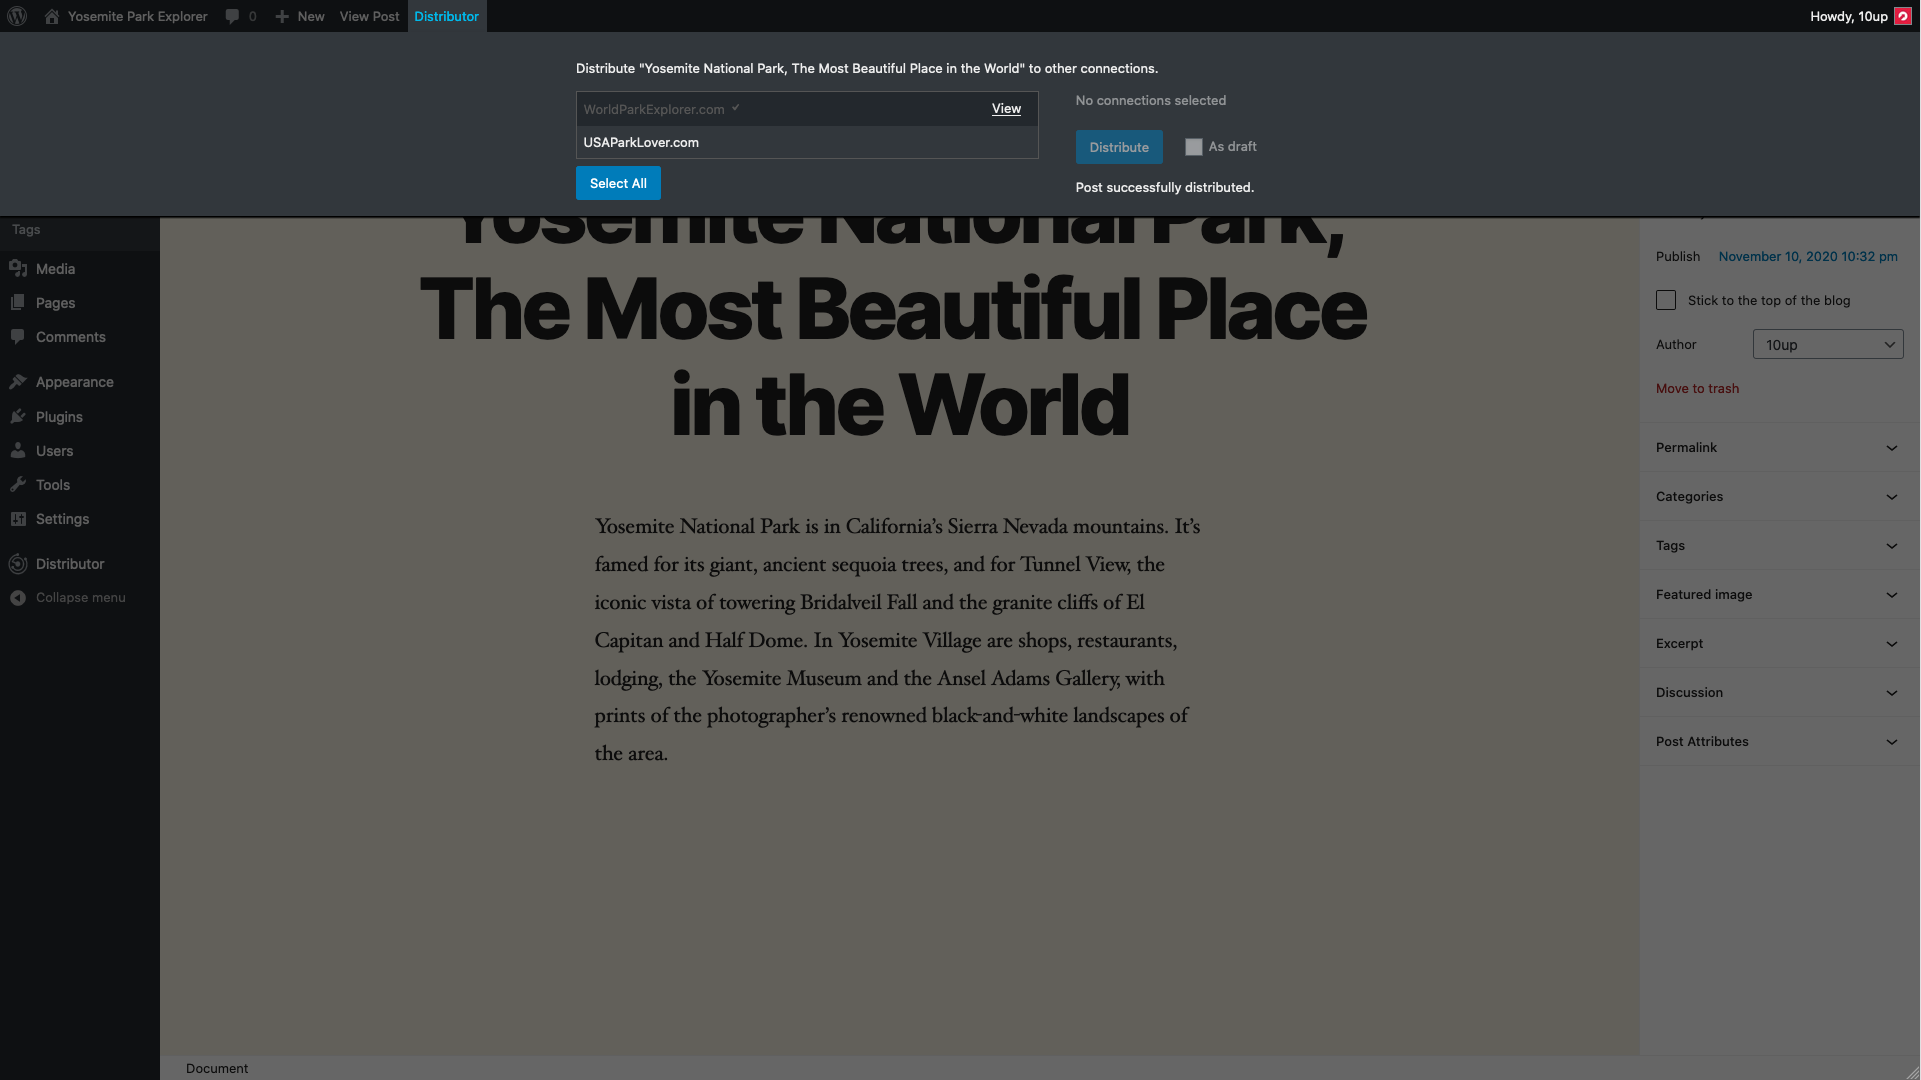 Yosemite Park Explorer 0 New View Post Distributor Howdy, 10up
Distribute "Yosemite National Park, The Most Beautiful Place in the World" to other connections.
WorldParkExplorer.com View
USAParkLover.com
Select All
No connections selected
Distribute As draft
Post successfully distributed.
Tags
Media
Pages
Comments
Appearance
Plugins
Users
Tools
Settings
Distributor
Collapse menu
Yosemite National Park,
The Most Beautiful Place
in the World
Yosemite National Park is in California’s Sierra Nevada mountains. It’s
famed for its giant, ancient sequoia trees, and for Tunnel View, the
iconic vista of towering Bridalveil Fall and the granite cliffs of El
Capitan and Half Dome. In Yosemite Village are shops, restaurants,
lodging, the Yosemite Museum and the Ansel Adams Gallery, with
prints of the photographer’s renowned black-and-white landscapes of
the area.
Publish November 10, 2020 10:32 pm
Stick to the top of the blog
Author 10up
Move to trash
Permalink
Categories
Tags
Featured image
Excerpt
Discussion
Post Attributes
Document